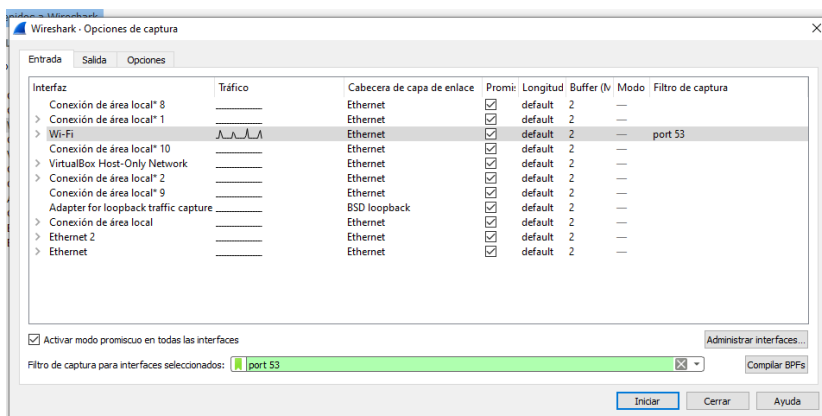 Wireshark · Opciones de captura
Entrada Salida Opciones
Interfaz Tráfico Cabecera de capa de enlace Promis Longitud Buffer (M Modo Filtro de captura
Conexión de área local* 8 Ethernet default 2 —
Conexión de área local* 1 Ethernet default 2 —
Wi-Fi Ethernet default 2 — port 53
Conexión de área local* 10 Ethernet default 2 —
VirtualBox Host-Only Network Ethernet default 2 —
Conexión de área local* 2 Ethernet default 2 —
Conexión de área local* 9 Ethernet default 2 —
Adapter for loopback traffic capture BSD loopback default 2 —
Conexión de área local Ethernet default 2 —
Ethernet 2 Ethernet default 2 —
Ethernet Ethernet default 2 —
Activar modo promiscuo en todas las interfaces Administrar interfaces...
Filtro de captura para interfaces seleccionados: port 53 Compilar BPFs
Iniciar Cerrar Ayuda